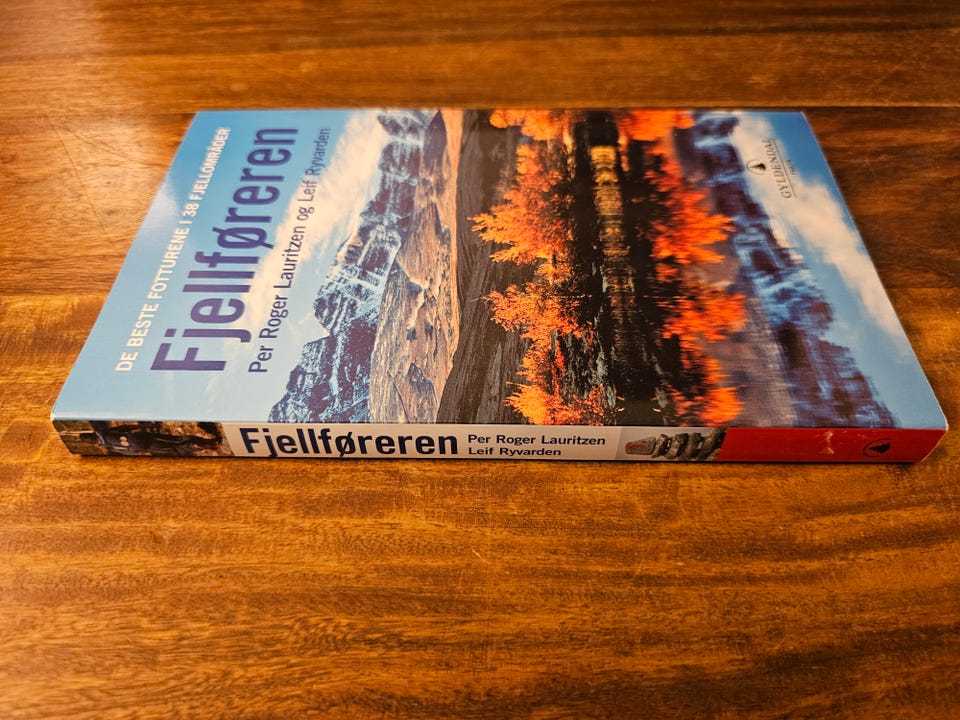 DE BESTE FOTTURENE I 38 FJELLOMRÅDER
Fjellføreren
Per Roger Lauritzen og Leif Ryvarden
GYLDENDAL
FAKTA
Fjellføreren
Per Roger Lauritzen
Leif Ryvarden